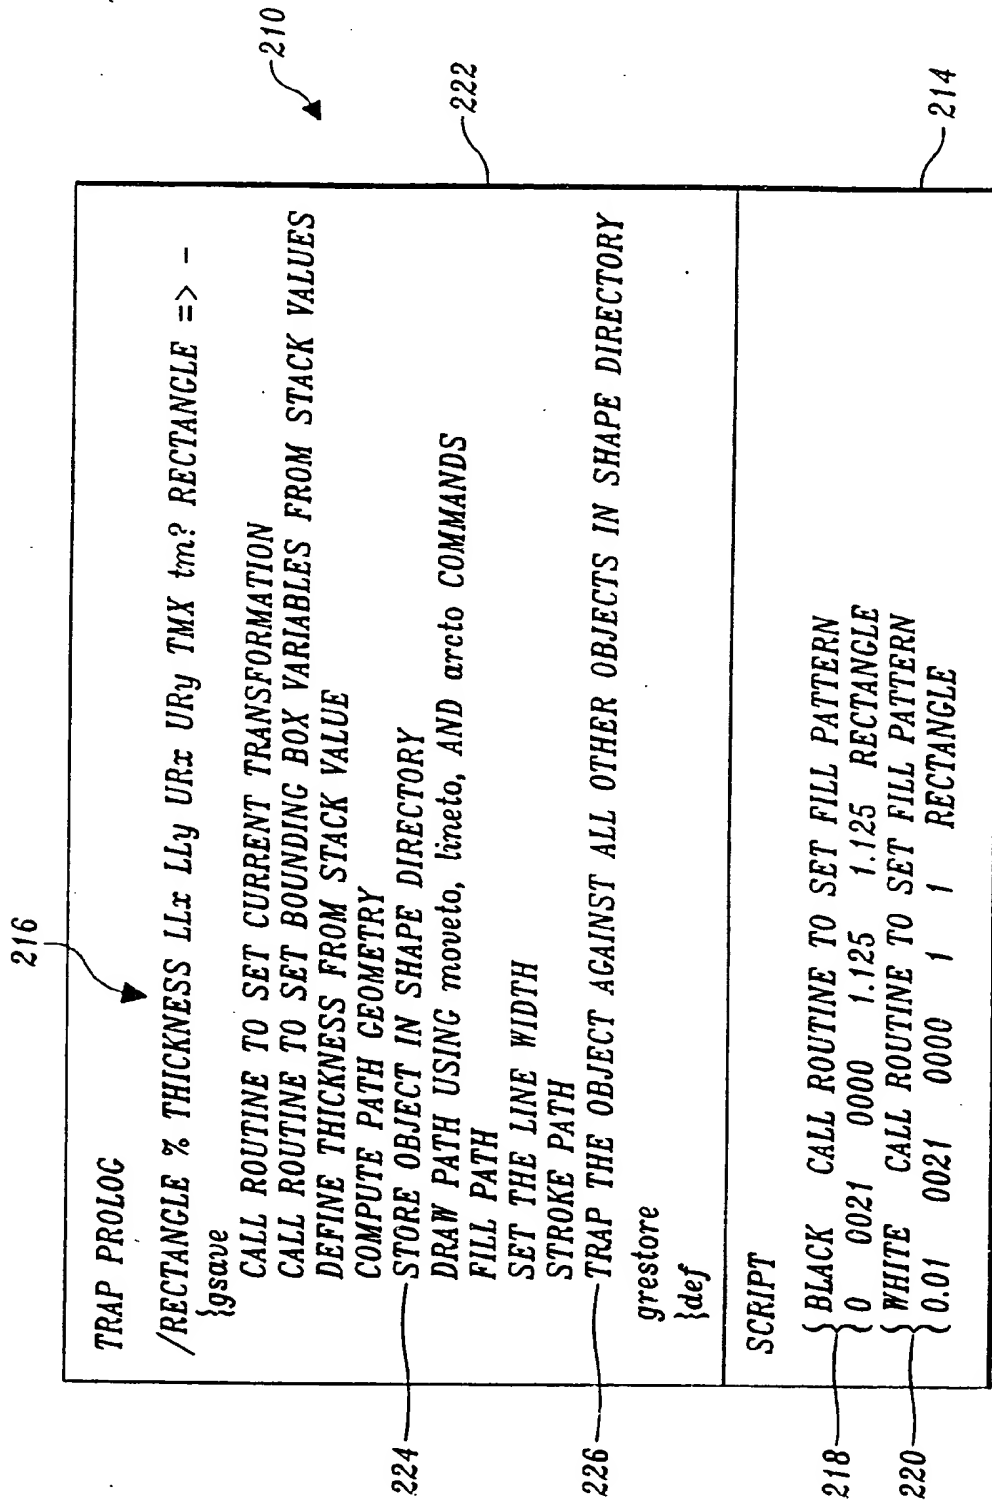 210
216
222
TRAP PROLOG
/RECTANGLE % THICKNESS LLx LLy URx URy TMX tm? RECTANGLE => -
{gsave
CALL ROUTINE TO SET CURRENT TRANSFORMATION
CALL ROUTINE TO SET BOUNDING BOX VARIABLES FROM STACK VALUES
DEFINE THICKNESS FROM STACK VALUE
COMPUTE PATH GEOMETRY
224
STORE OBJECT IN SHAPE DIRECTORY
DRAW PATH USING moveto, lineto, AND arcto COMMANDS
FILL PATH
SET THE LINE WIDTH
STROKE PATH
226
TRAP THE OBJECT AGAINST ALL OTHER OBJECTS IN SHAPE DIRECTORY
grestore
}def
214
SCRIPT
218
{ BLACK CALL ROUTINE TO SET FILL PATTERN
0 0021 0000 1.125 1.125 RECTANGLE
220
{ WHITE CALL ROUTINE TO SET FILL PATTERN
0.01 0021 0000 1 1 RECTANGLE